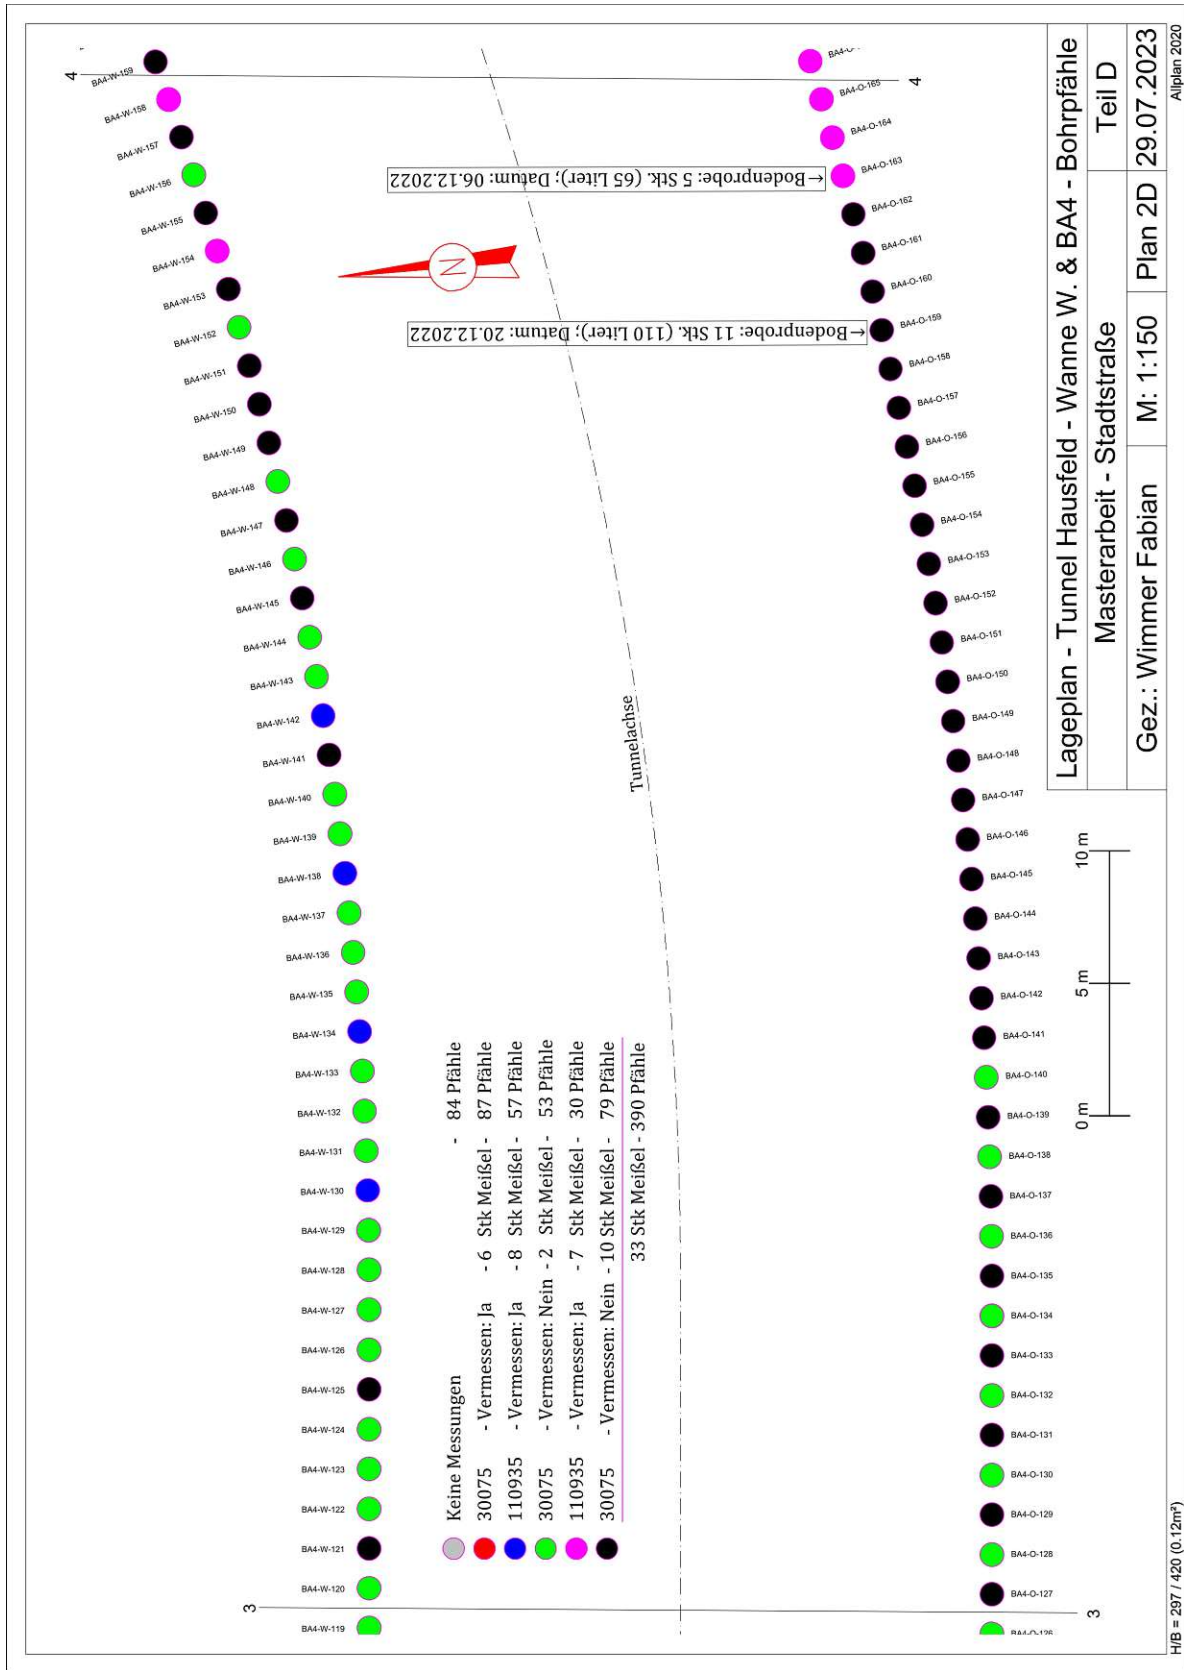 4
BA4-W-159
BA4-W-158
BA4-W-157
BA4-W-156
BA4-W-155
BA4-W-154
BA4-W-153
BA4-W-152
BA4-W-151
BA4-W-150
BA4-W-149
BA4-W-148
BA4-W-147
BA4-W-146
BA4-W-145
BA4-W-144
BA4-W-143
BA4-W-142
BA4-W-141
BA4-W-140
BA4-W-139
BA4-W-138
BA4-W-137
BA4-W-136
BA4-W-135
BA4-W-134
BA4-W-133
BA4-W-132
BA4-W-131
BA4-W-130
BA4-W-129
BA4-W-128
BA4-W-127
BA4-W-126
BA4-W-125
BA4-W-124
BA4-W-123
BA4-W-122
BA4-W-121
BA4-W-120
BA4-W-119
3
N
←Bodenprobe: 5 Stk. (65 Liter); Datum: 06.12.2022
←Bodenprobe: 11 Stk. (110 Liter); Datum: 20.12.2022
Keine Messungen - 84 Pfähle
30075 - Vermessen: Ja - 6 Stk Meißel - 87 Pfähle
110935 - Vermessen: Ja - 8 Stk Meißel - 57 Pfähle
30075 - Vermessen: Nein - 2 Stk Meißel - 53 Pfähle
110935 - Vermessen: Ja - 7 Stk Meißel - 30 Pfähle
30075 - Vermessen: Nein - 10 Stk Meißel - 79 Pfähle
33 Stk Meißel - 390 Pfähle
Tunnelachse
4
BA4-O-165
BA4-O-164
BA4-O-163
BA4-O-162
BA4-O-161
BA4-O-160
BA4-O-159
BA4-O-158
BA4-O-157
BA4-O-156
BA4-O-155
BA4-O-154
BA4-O-153
BA4-O-152
BA4-O-151
BA4-O-150
BA4-O-149
BA4-O-148
BA4-O-147
BA4-O-146
BA4-O-145
BA4-O-144
BA4-O-143
BA4-O-142
BA4-O-141
BA4-O-140
BA4-O-139
BA4-O-138
BA4-O-137
BA4-O-136
BA4-O-135
BA4-O-134
BA4-O-133
BA4-O-132
BA4-O-131
BA4-O-130
BA4-O-129
BA4-O-128
BA4-O-127
BA4-O-126
3
0 m 5 m 10 m
Lageplan - Tunnel Hausfeld - Wanne W. & BA4 - Bohrpfähle
Masterarbeit - Stadtstraße Teil D
Gez.: Wimmer Fabian M: 1:150 Plan 2D 29.07.2023
H/B = 297 / 420 (0.12m²) Allplan 2020